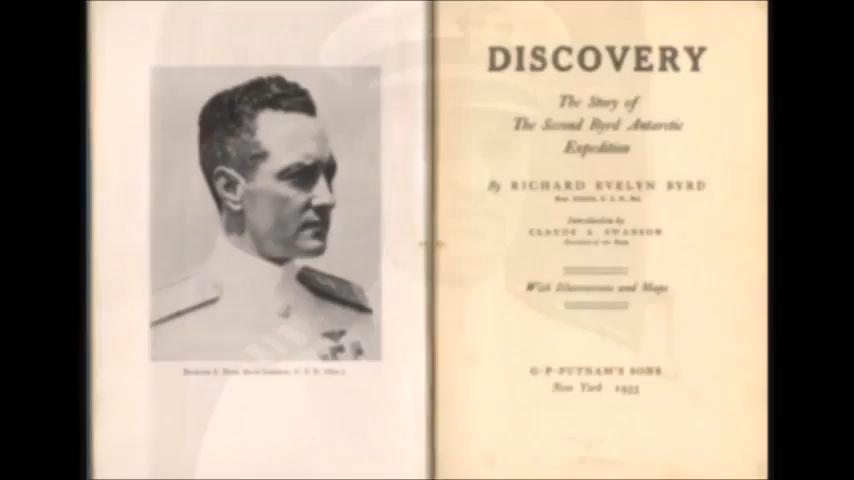 DISCOVERY
The Story of
The Second Byrd Antarctic
Expedition
By RICHARD EVELYN BYRD
Introduction by
CLAUDE A. SWANSON
With Illustrations and Maps
G·P·PUTNAM'S SONS
New York 1935